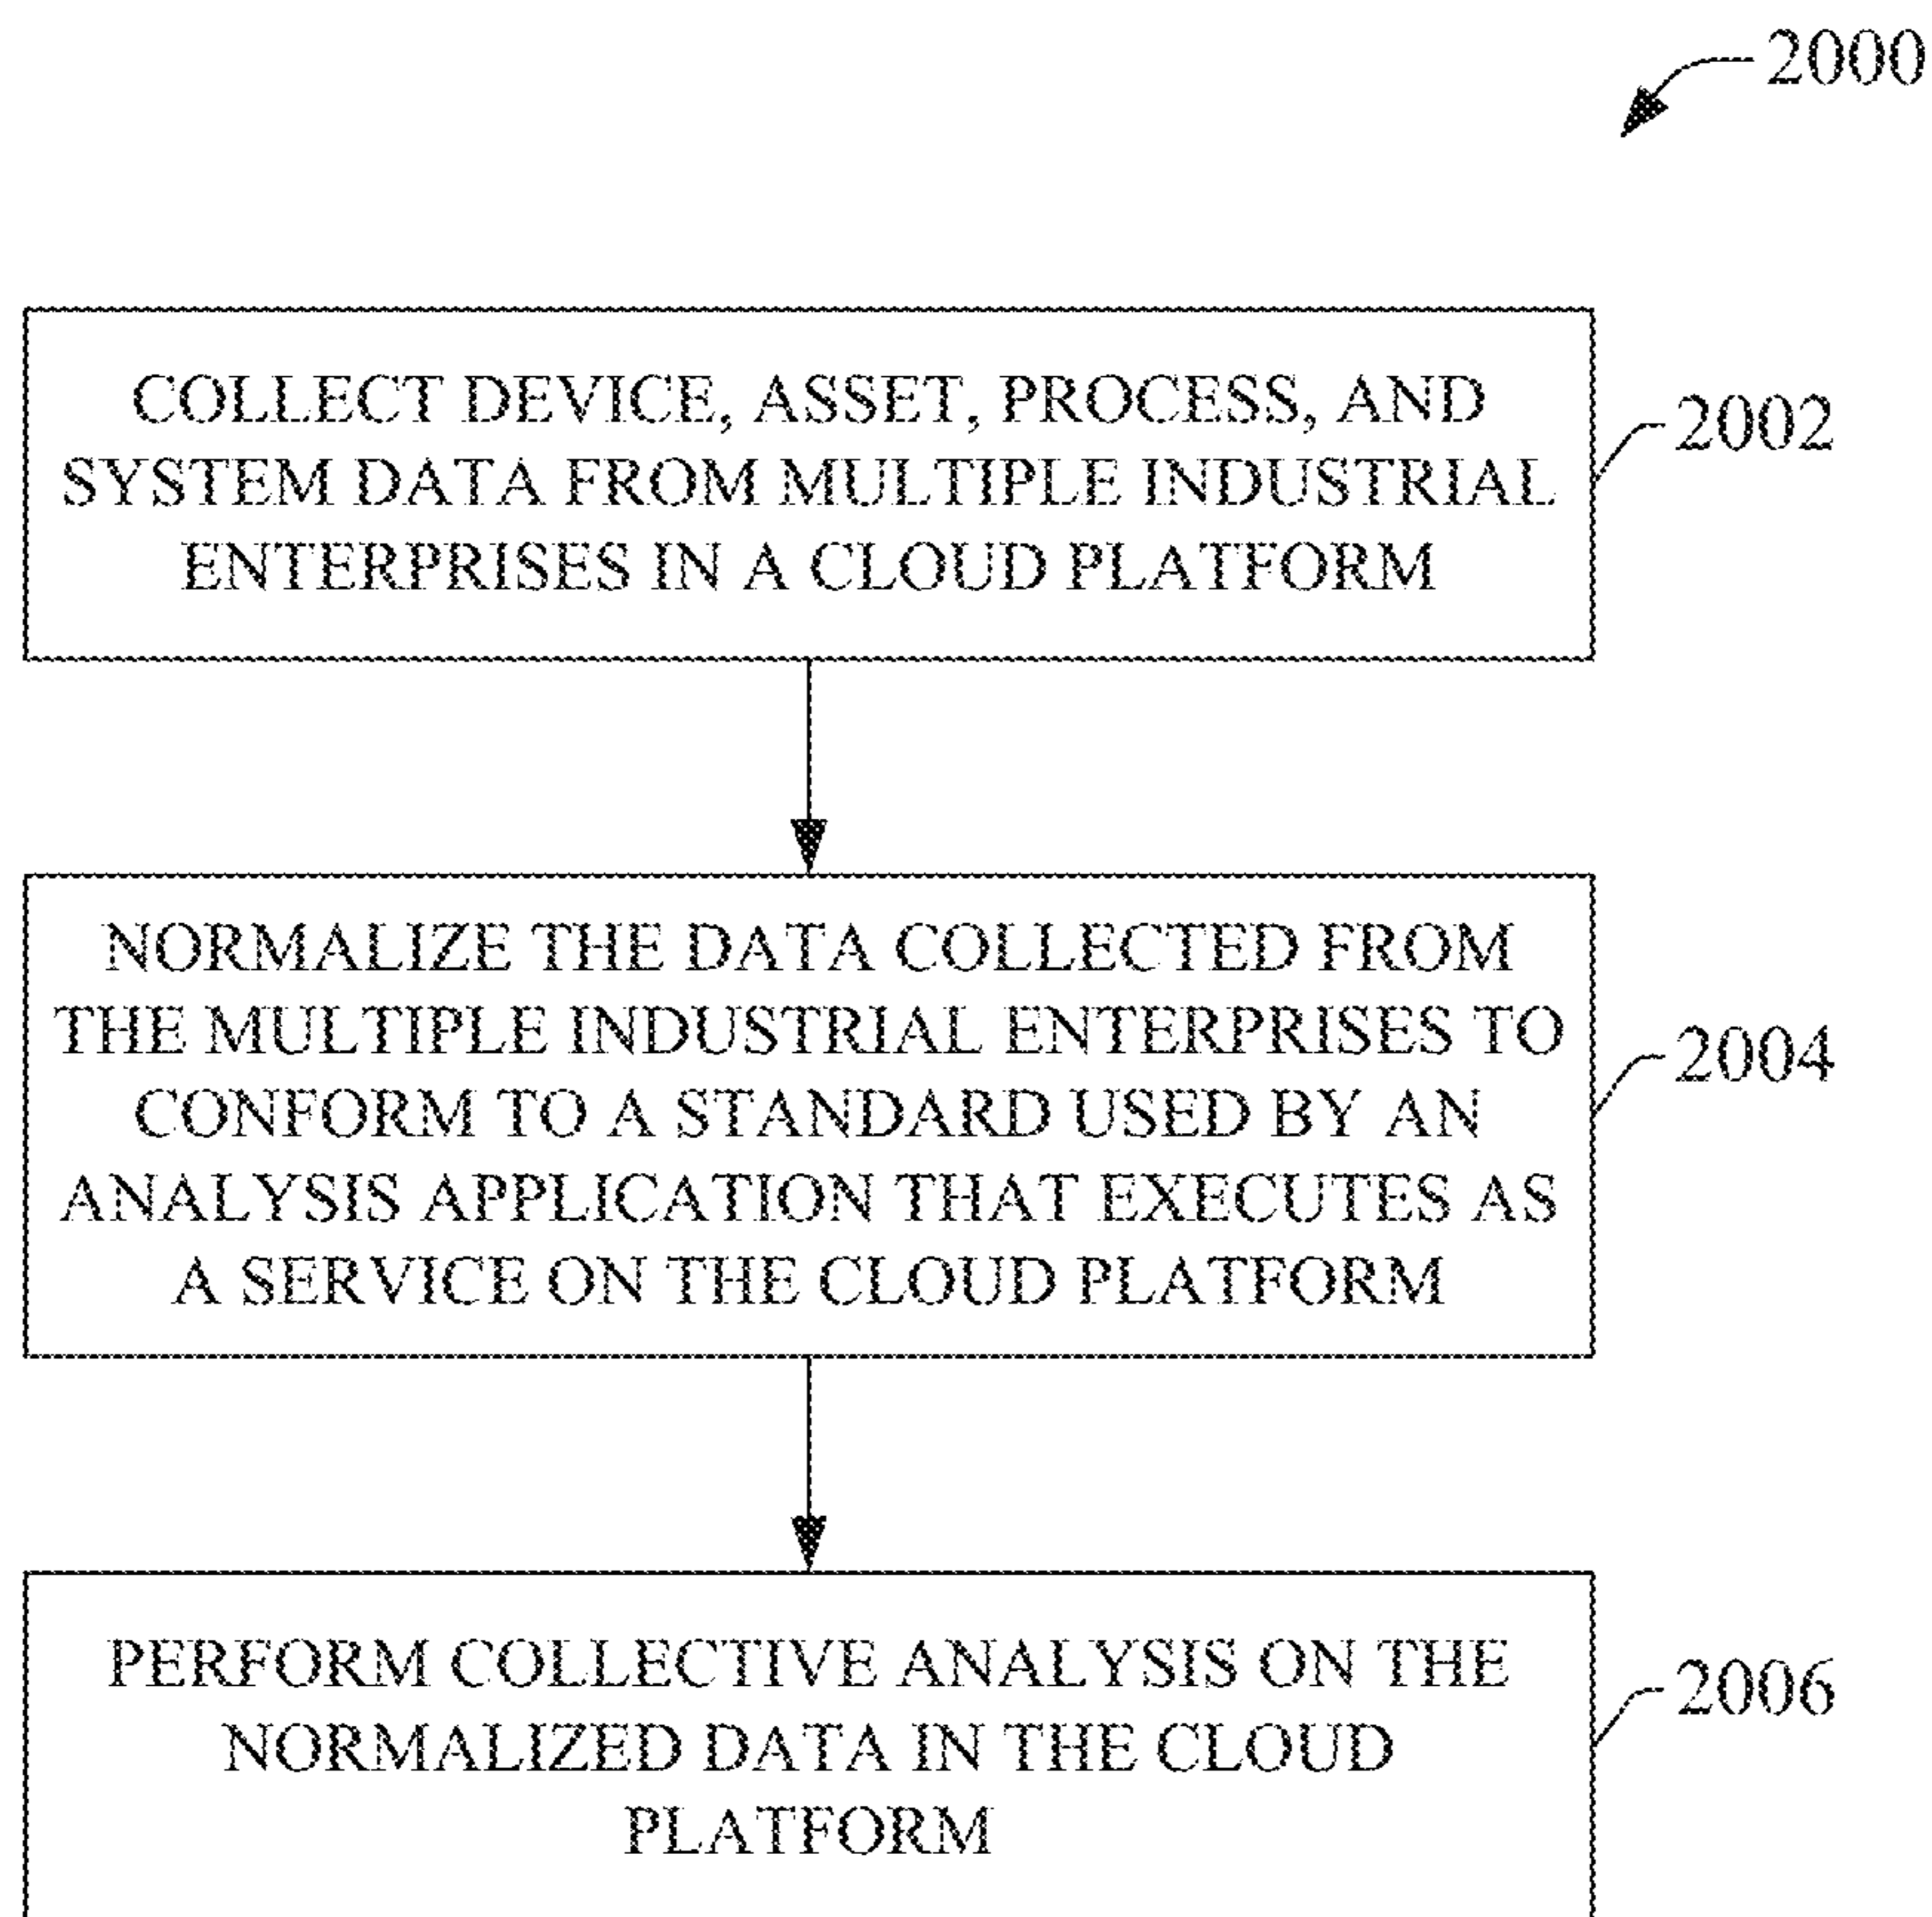 2000
COLLECT DEVICE, ASSET, PROCESS, AND
SYSTEM DATA FROM MULTIPLE INDUSTRIAL
ENTERPRISES IN A CLOUD PLATFORM
2002
NORMALIZE THE DATA COLLECTED FROM
THE MULTIPLE INDUSTRIAL ENTERPRISES TO
CONFORM TO A STANDARD USED BY AN
ANALYSIS APPLICATION THAT EXECUTES AS
A SERVICE ON THE CLOUD PLATFORM
2004
PERFORM COLLECTIVE ANALYSIS ON THE
NORMALIZED DATA IN THE CLOUD
PLATFORM
2006